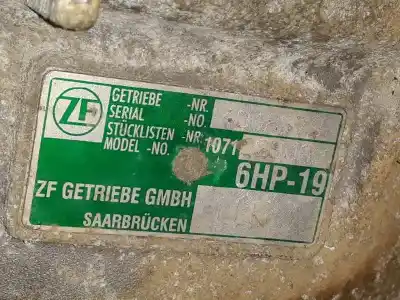 ZF
GETRIEBE -NR.
SERIAL -NO.
STÜCKLISTEN -NR.
MODEL -NO. 1071
6HP-19
ZF GETRIEBE GMBH
SAARBRÜCKEN